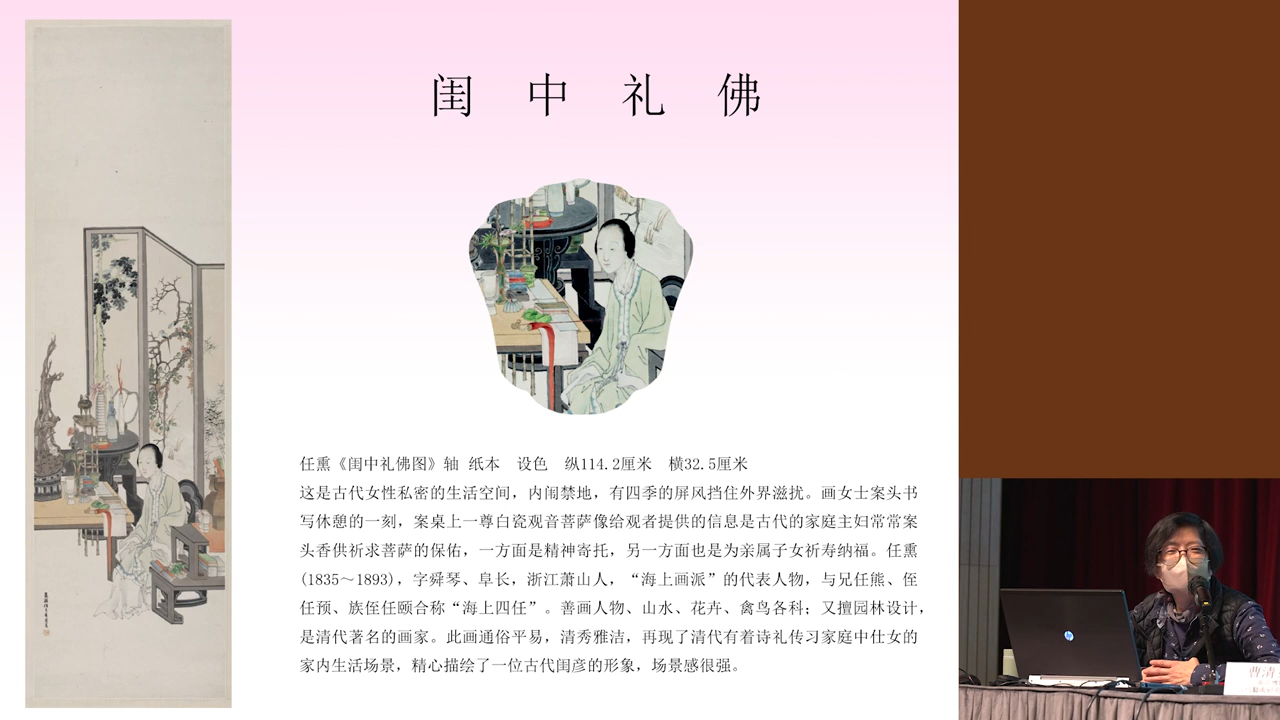 闺中礼佛
任熏《闺中礼佛图》轴 纸本 设色 纵114.2厘米 横32.5厘米
这是古代女性私密的生活空间，内闱禁地，有四季的屏风挡住外界滋扰。画女士案头书
写休憩的一刻，案桌上一尊白瓷观音菩萨像给观者提供的信息是古代的家庭主妇常常案
头香供祈求菩萨的保佑，一方面是精神寄托，另一方面也是为亲属子女祈寿纳福。任熏
(1835～1893)，字舜琴、阜长，浙江萧山人，“海上画派”的代表人物，与兄任熊、侄
任预、族侄任颐合称“海上四任”。善画人物、山水、花卉、禽鸟各科；又擅园林设计，
是清代著名的画家。此画通俗平易，清秀雅洁，再现了清代有着诗礼传习家庭中仕女的
家内生活场景，精心描绘了一位古代闺彦的形象，场景感很强。
hp
曹清